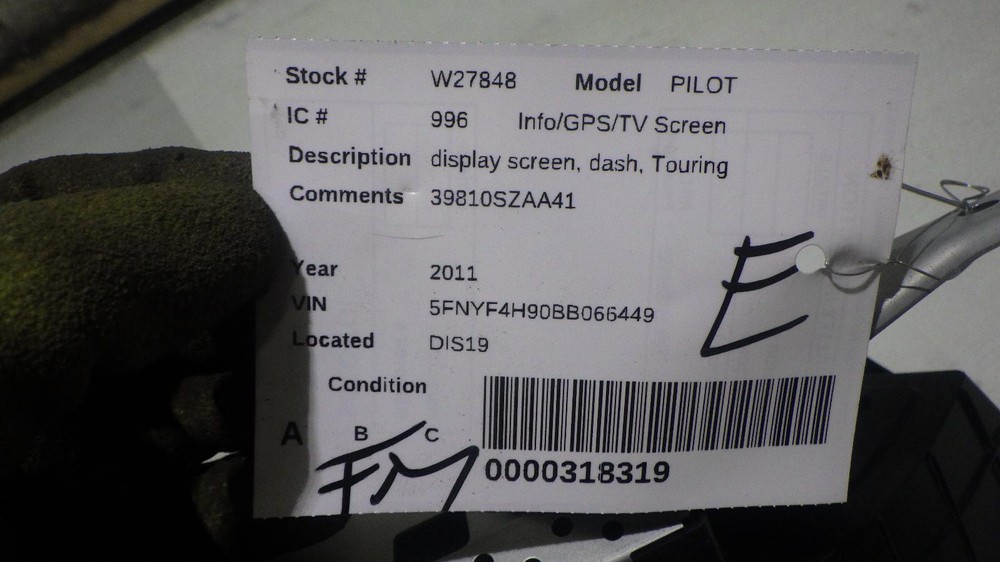 Stock # W27848 Model PILOT
IC # 996 Info/GPS/TV Screen
Description display screen, dash, Touring
Comments 39810SZAA41
Year 2011
VIN 5FNYF4H90BB066449
Located DIS19
E
Condition
A B C
FM
0000318319